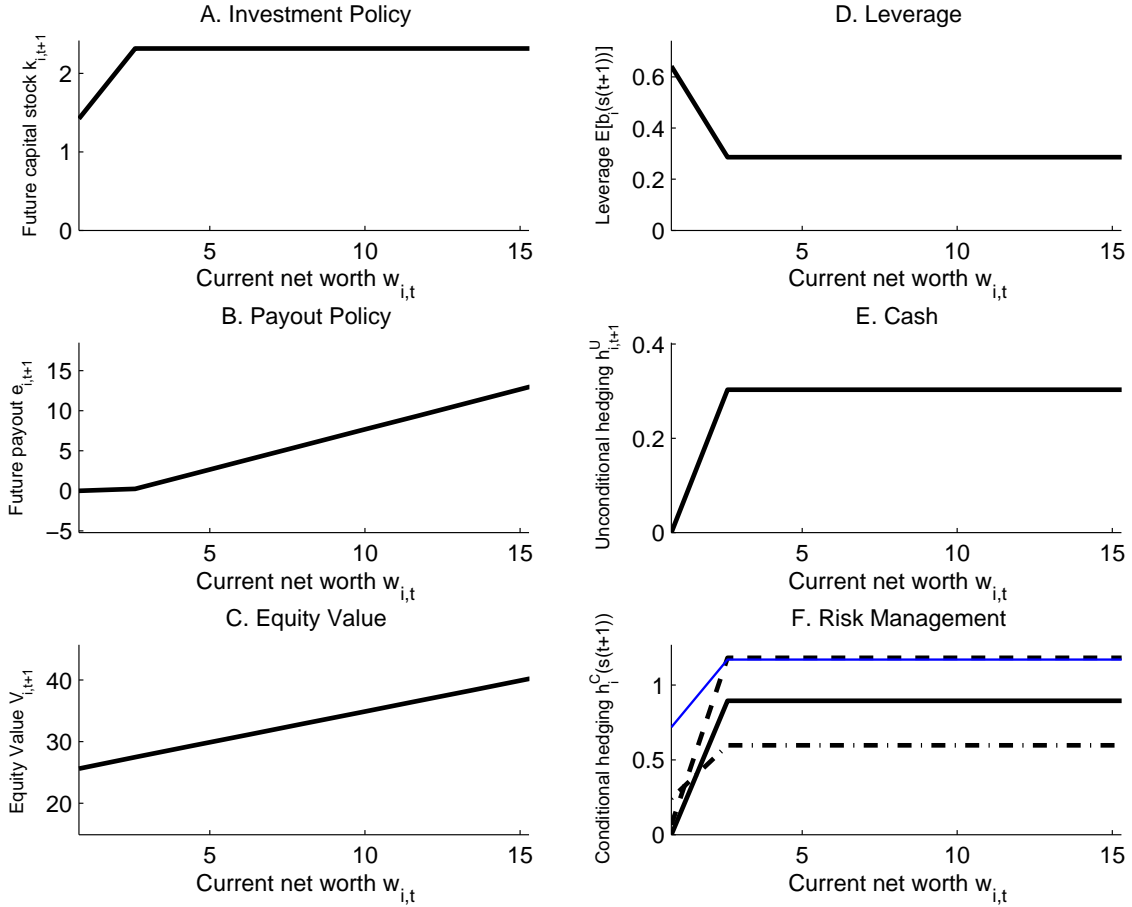 A. Investment Policy
Future capital stock k_{i,t+1}
2
1
0
5
10
15
Current net worth w_{i,t}
D. Leverage
Leverage E[b_i(s(t+1))]
0.6
0.4
0.2
0
5
10
15
Current net worth w_{i,t}
B. Payout Policy
Future payout e_{i,t+1}
15
10
5
0
−5
5
10
15
Current net worth w_{i,t}
E. Cash
Unconditional hedging h^U_{i,t+1}
0.4
0.2
0
5
10
15
Current net worth w_{i,t}
C. Equity Value
Equity Value V_{i,t+1}
40
30
20
5
10
15
Current net worth w_{i,t}
F. Risk Management
Conditional hedging h^C_i(s(t+1))
1
0.5
0
5
10
15
Current net worth w_{i,t}